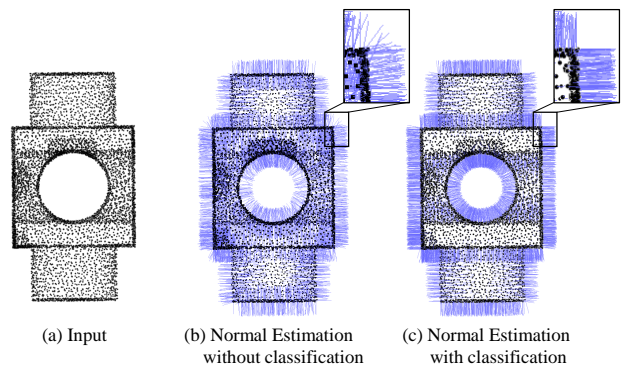 (a) Input
(b) Normal Estimation
without classification
(c) Normal Estimation
with classification